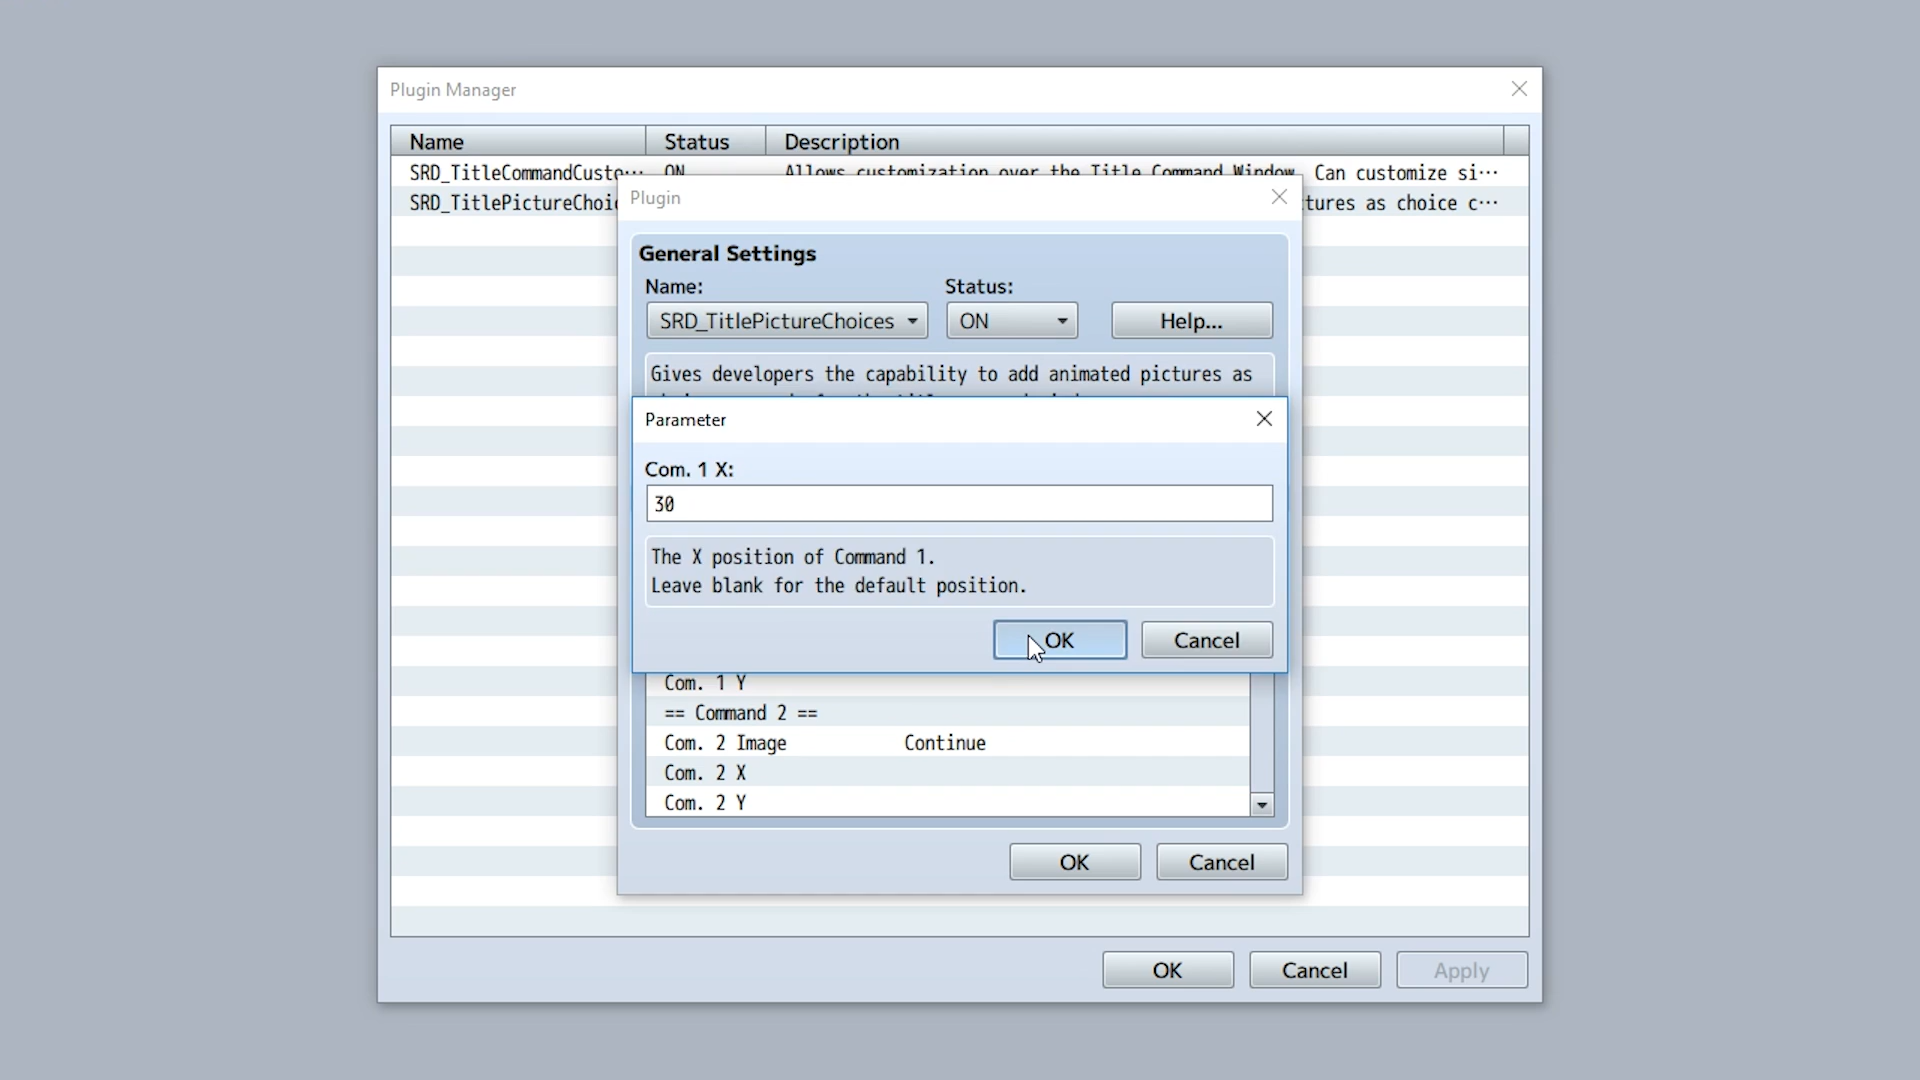 Plugin Manager
Name Status Description
SRD_TitleCommandCusto··· ON Allows customization over the Title Command Window. Can customize si···
SRD_TitlePictureChoic tures as choice c···
Plugin
General Settings
Name: Status:
SRD_TitlePictureChoices ON Help...
Gives developers the capability to add animated pictures as
Parameter
Com. 1 X:
30
The X position of Command 1.
Leave blank for the default position.
OK Cancel
Com. 1 Y
== Command 2 ==
Com. 2 Image Continue
Com. 2 X
Com. 2 Y
OK Cancel
OK Cancel Apply